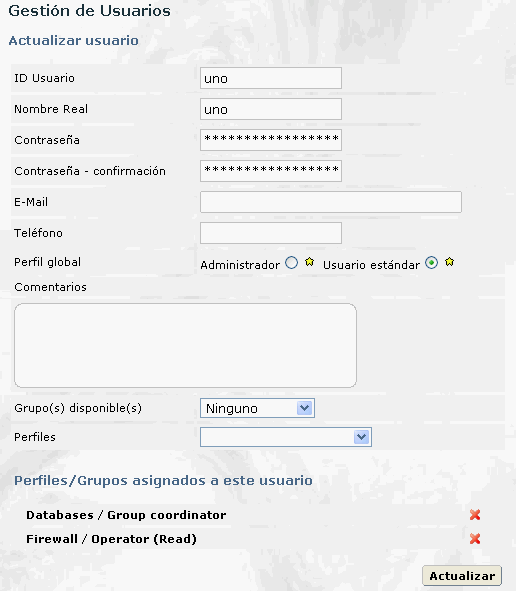 Gestión de Usuarios
Actualizar usuario
ID Usuario uno
Nombre Real uno
Contraseña *****************
Contraseña - confirmación *****************
E-Mail
Teléfono
Perfil global Administrador Usuario estándar
Comentarios
Grupo(s) disponible(s) Ninguno
Perfiles
Perfiles/Grupos asignados a este usuario
Databases / Group coordinator
Firewall / Operator (Read)
Actualizar